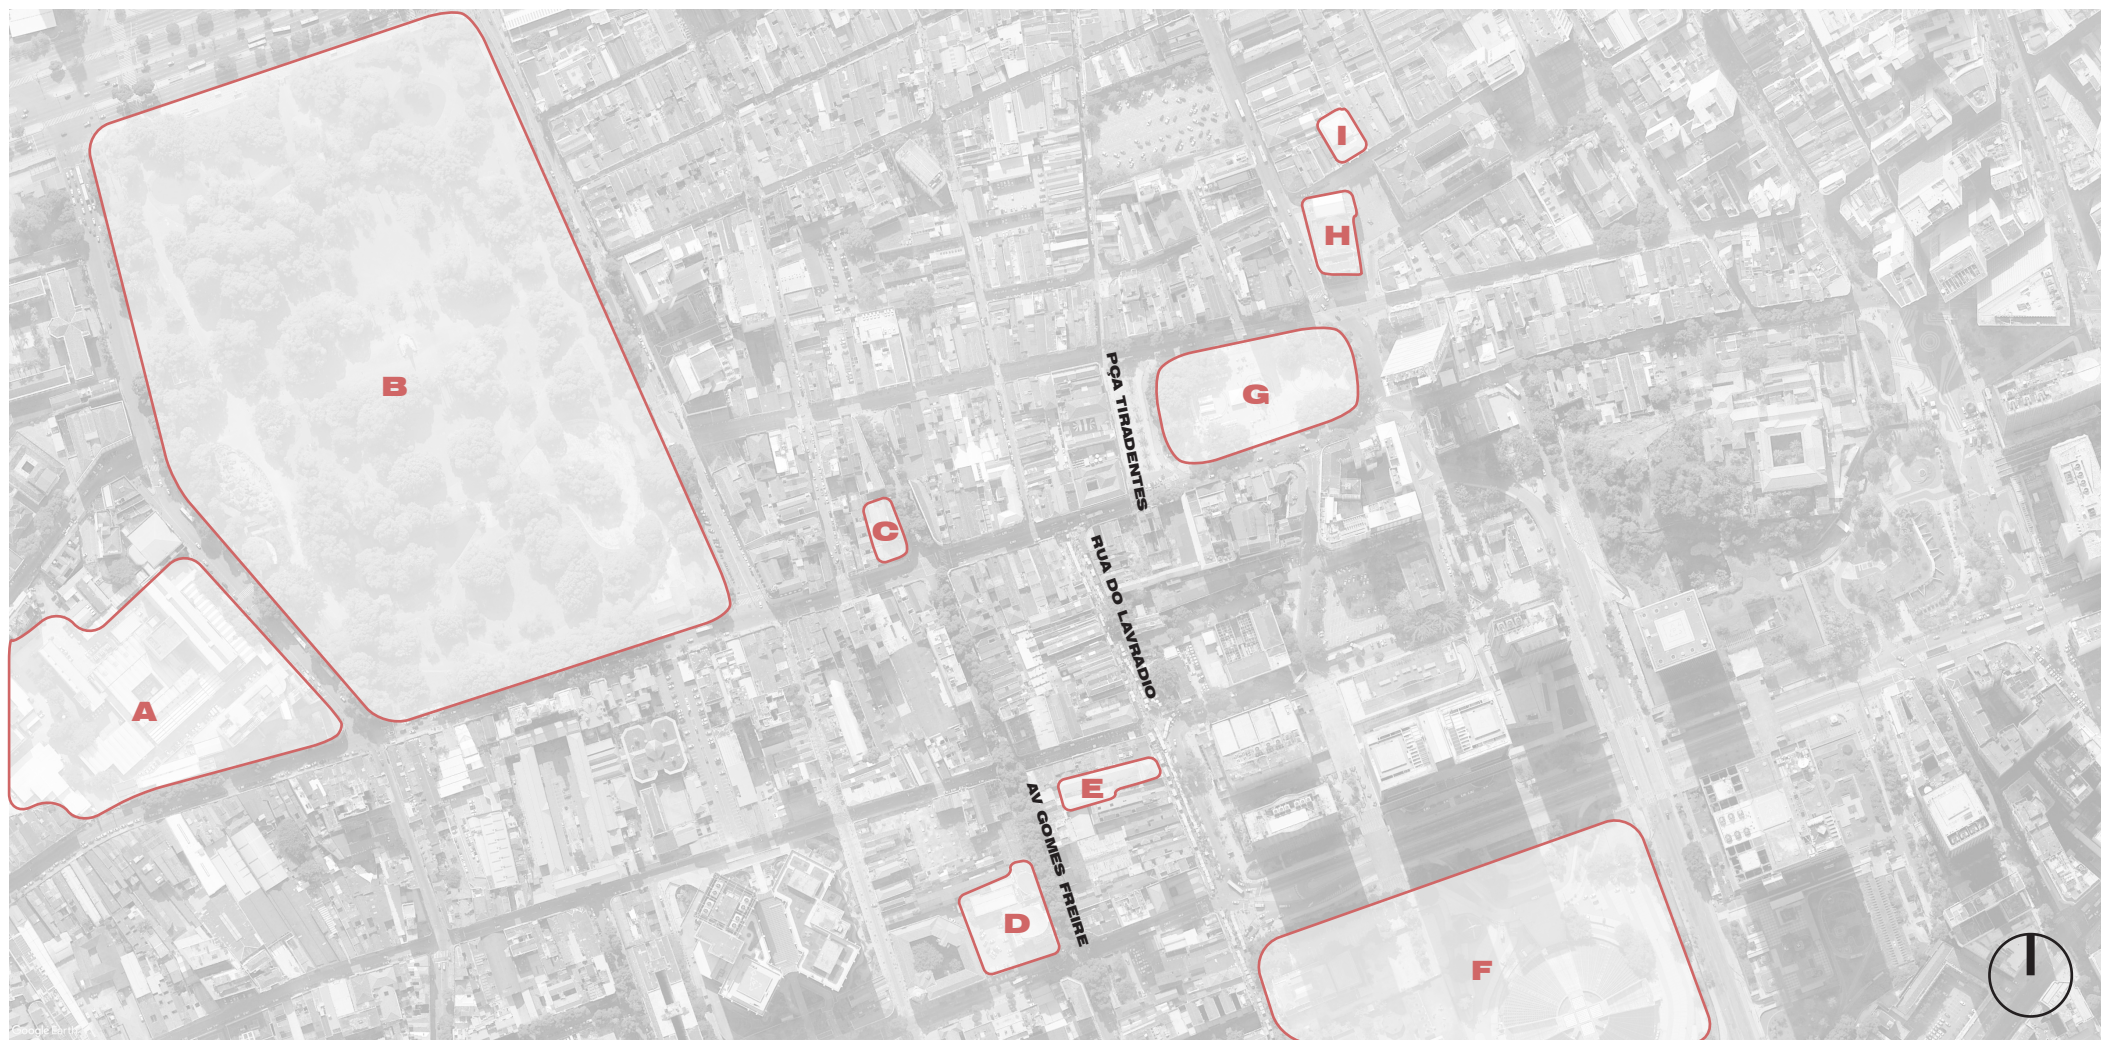 I
H
PÇA TIRADENTES
B
G
C
RUA DO LAVRADIO
A
E
AV GOMES FREIRE
D
F
Google Earth